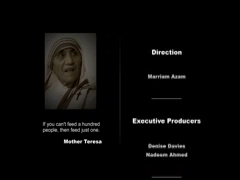 If you can't feed a hundred
people, then feed just one.
Mother Teresa
Direction
Marriam Azam
Executive Producers
Denise Davies
Nadeem Ahmed